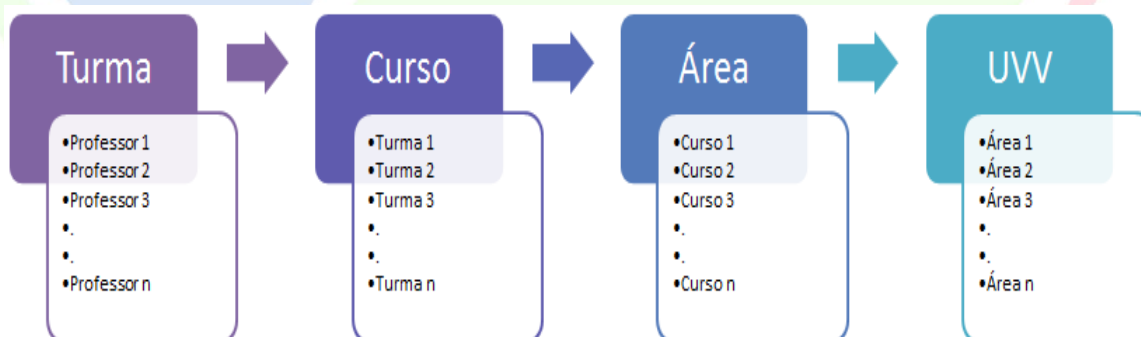 Turma
•Professor 1
•Professor 2
•Professor 3
•.
•.
•Professor n
Curso
•Turma 1
•Turma 2
•Turma 3
•.
•.
•Turma n
Área
•Curso 1
•Curso 2
•Curso 3
•.
•.
•Curso n
UVV
•Área 1
•Área 2
•Área 3
•.
•.
•Área n